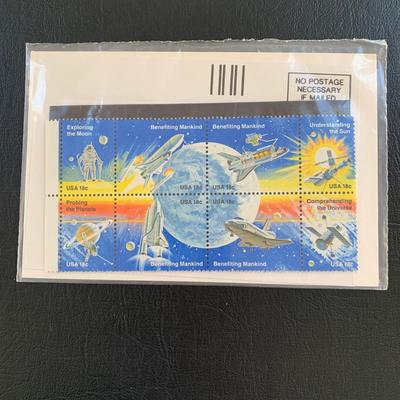 NO POSTAGE
NECESSARY
IF MAILED
Exploring
the Moon
Benefiting Mankind
Benefiting Mankind
Understanding
the Sun
USA 18c
USA 18c
USA 18c
USA 18c
Probing
the Planets
USA 18c
USA 18c
Comprehending
the Universe
USA 18c
Benefiting Mankind
Benefiting Mankind
USA 18c